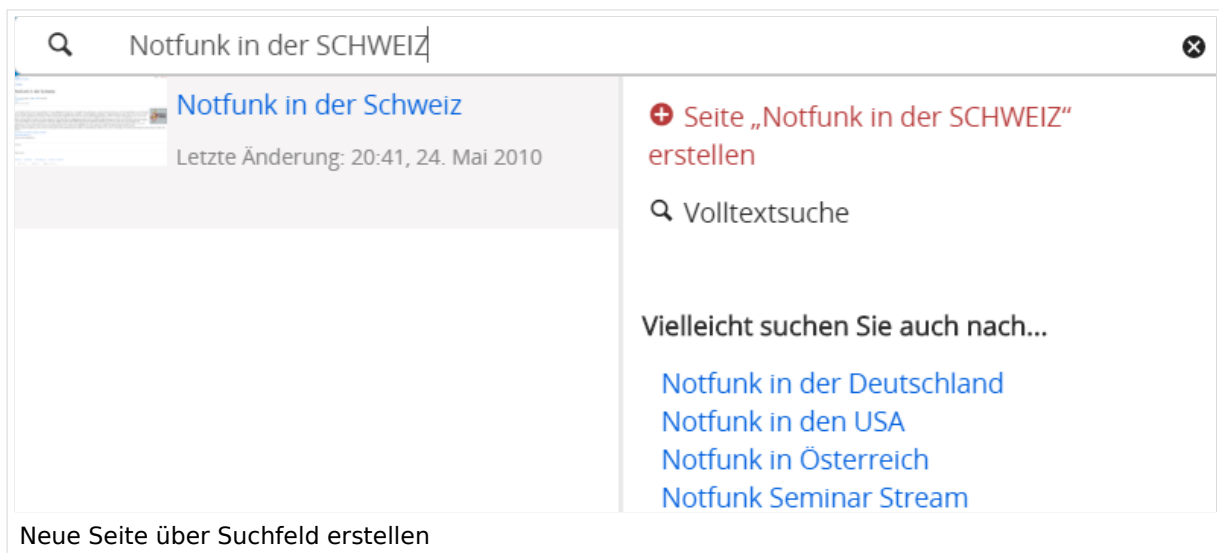 Notfunk in der SCHWEIZ
Notfunk in der Schweiz
Letzte Änderung: 20:41, 24. Mai 2010
Seite „Notfunk in der SCHWEIZ“
erstellen
Volltextsuche
Vielleicht suchen Sie auch nach...
Notfunk in der Deutschland
Notfunk in den USA
Notfunk in Österreich
Notfunk Seminar Stream
Neue Seite über Suchfeld erstellen